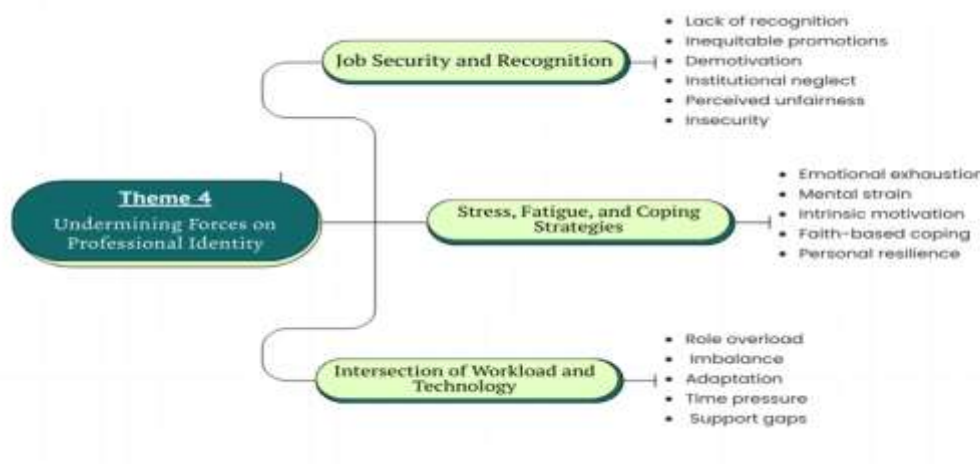 Theme 4
Undermining Forces on
Professional Identity
Job Security and Recognition
• Lack of recognition
• Inequitable promotions
• Demotivation
• Institutional neglect
• Perceived unfairness
• Insecurity
Stress, Fatigue, and Coping
Strategies
• Emotional exhaustion
• Mental strain
• Intrinsic motivation
• Faith-based coping
• Personal resilience
Intersection of Workload and
Technology
• Role overload
• Imbalance
• Adaptation
• Time pressure
• Support gaps